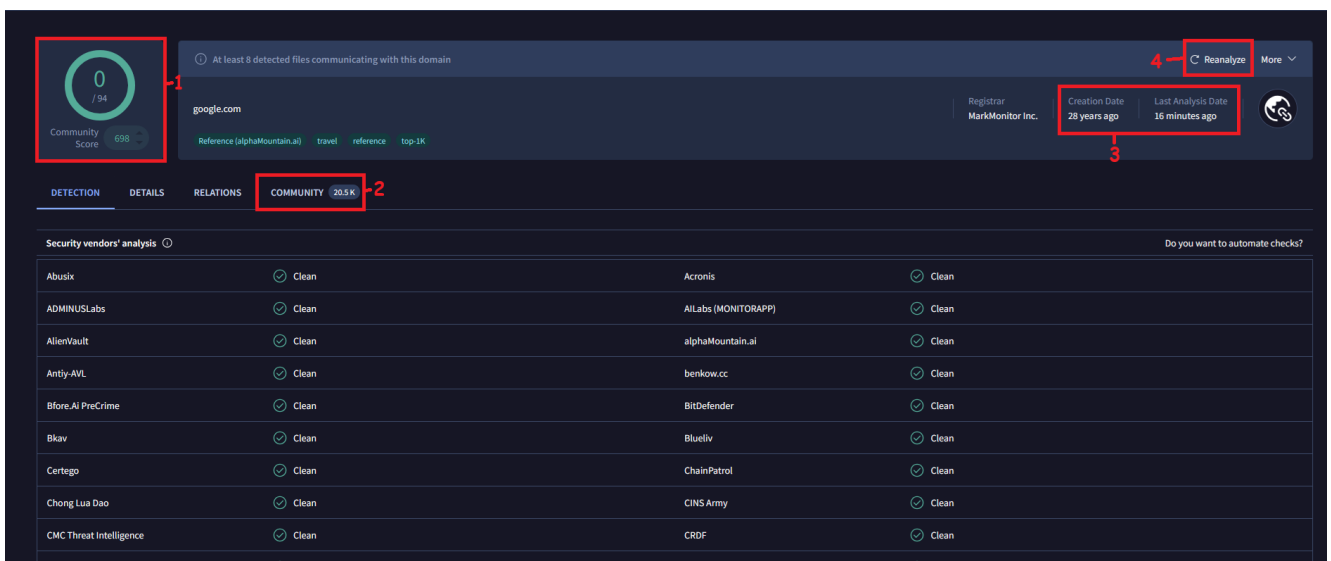 0
/ 94
Community Score
698
1
At least 8 detected files communicating with this domain
4
Reanalyze
More
google.com
Registrar
MarkMonitor Inc.
Creation Date
28 years ago
Last Analysis Date
16 minutes ago
3
Reference (alphaMountain.ai) travel reference top-1K
DETECTION DETAILS RELATIONS COMMUNITY 20.5 K
2
Security vendors' analysis Do you want to automate checks?
Abusix Clean Acronis Clean
ADMINUSLabs Clean AILabs (MONITORAPP) Clean
AlienVault Clean alphaMountain.ai Clean
Antiy-AVL Clean benkow.cc Clean
Bfore.Ai PreCrime Clean BitDefender Clean
Bkav Clean Blueliv Clean
Certego Clean ChainPatrol Clean
Chong Lua Dao Clean CINS Army Clean
CMC Threat Intelligence Clean CRDF Clean